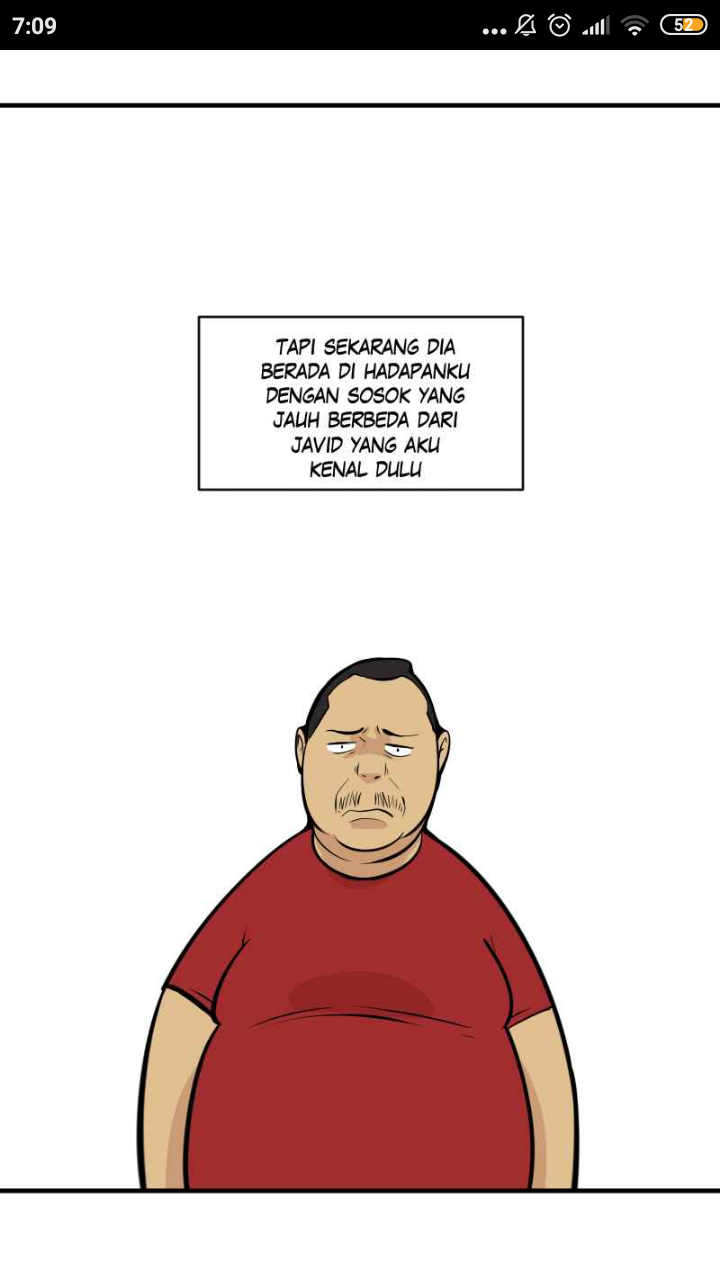 7:09
52
TAPI SEKARANG DIA
BERADA DI HADAPANKU
DENGAN SOSOK YANG
JAUH BERBEDA DARI
JAVID YANG AKU
KENAL DULU